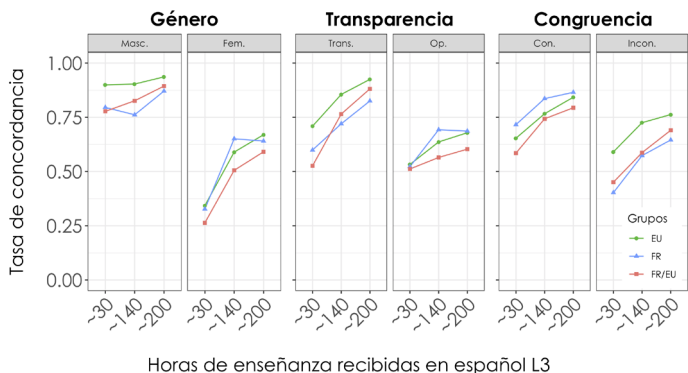 Género Transparencia Congruencia
Masc. Fem. Trans. Op. Con. Incon.
Tasa de concordancia
1.00
0.75
0.50
0.25
0.00
Grupos
EU
FR
FR/EU
~30 ~140 ~200 ~30 ~140 ~200 ~30 ~140 ~200 ~30 ~140 ~200 ~30 ~140 ~200 ~30 ~140 ~200
Horas de enseñanza recibidas en español L3